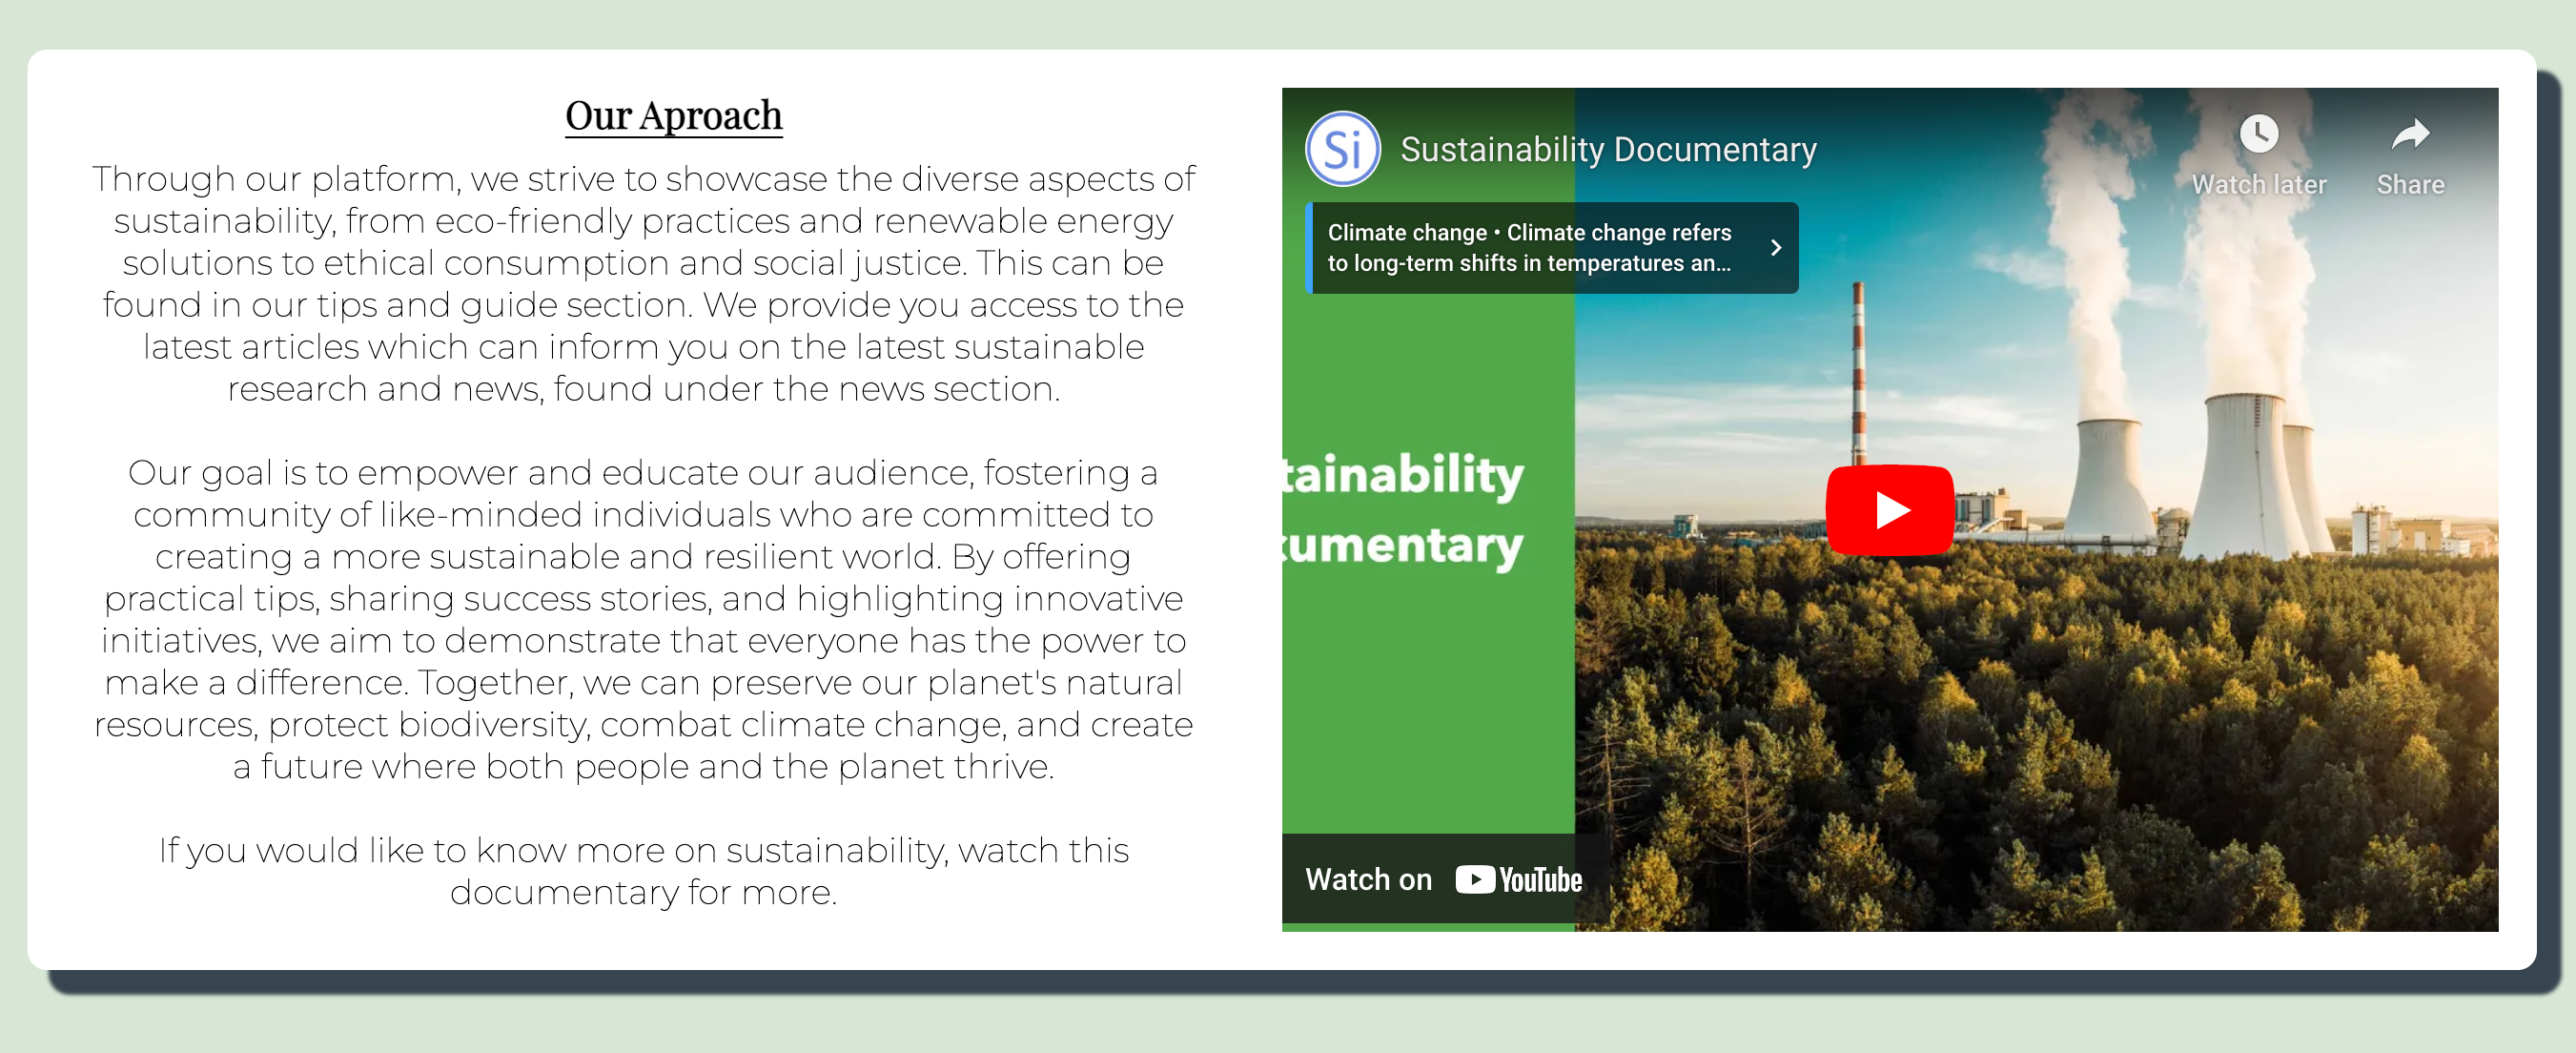 Our Aproach
Through our platform, we strive to showcase the diverse aspects of
sustainability, from eco-friendly practices and renewable energy
solutions to ethical consumption and social justice. This can be
found in our tips and guide section. We provide you access to the
latest articles which can inform you on the latest sustainable
research and news, found under the news section.
Our goal is to empower and educate our audience, fostering a
community of like-minded individuals who are committed to
creating a more sustainable and resilient world. By offering
practical tips, sharing success stories, and highlighting innovative
initiatives, we aim to demonstrate that everyone has the power to
make a difference. Together, we can preserve our planet's natural
resources, protect biodiversity, combat climate change, and create
a future where both people and the planet thrive.
If you would like to know more on sustainability, watch this
documentary for more.
Si
Sustainability Documentary
Watch later
Share
Climate change • Climate change refers
to long-term shifts in temperatures an...
tainability
cumentary
Watch on YouTube